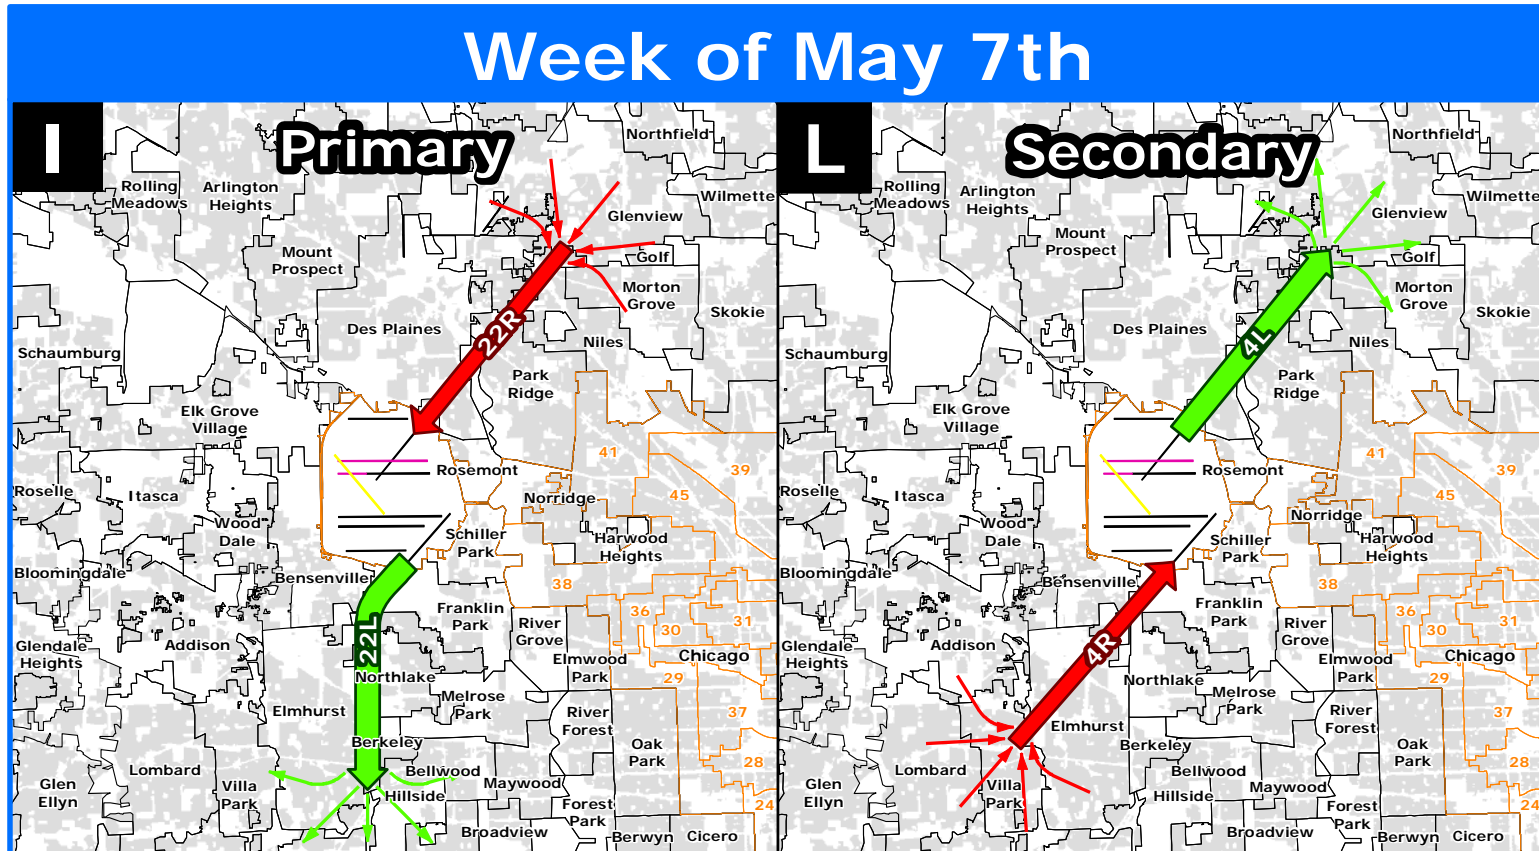 Week of May 7th
I
Primary
Northfield
Rolling
Meadows
Arlington
Heights
Wilmette
Glenview
Mount
Prospect
Golf
Morton
Grove
Skokie
22R
Des Plaines
Niles
Schaumburg
Park
Ridge
Elk Grove
Village
41
39
Rosemont
Roselle
Itasca
Norridge
45
Wood
Dale
Schiller
Park
Harwood
Heights
Bloomingdale
Bensenville
38
Franklin
Park
36
31
30
River
Grove
22L
Glendale
Heights
Addison
Chicago
Elmwood
Park
29
Northlake
Melrose
Park
Elmhurst
River
Forest
37
Berkeley
Oak
Park
28
Lombard
Bellwood
Glen
Ellyn
Villa
Park
Hillside
Maywood
Forest
Park
24
Broadview
Berwyn
Cicero
L
Secondary
Northfield
Rolling
Meadows
Arlington
Heights
Wilmette
Glenview
Mount
Prospect
Golf
Morton
Grove
Skokie
4L
Des Plaines
Niles
Schaumburg
Park
Ridge
Elk Grove
Village
41
39
Rosemont
Roselle
Itasca
45
Norridge
Wood
Dale
Schiller
Park
Harwood
Heights
Bloomingdale
Bensenville
38
Franklin
Park
36
31
30
River
Grove
4R
Glendale
Heights
Addison
Chicago
Elmwood
Park
29
Northlake
Melrose
Park
Elmhurst
River
Forest
37
Berkeley
Oak
Park
28
Lombard
Bellwood
Glen
Ellyn
Villa
Park
Hillside
Maywood
Forest
Park
24
Broadview
Berwyn
Cicero